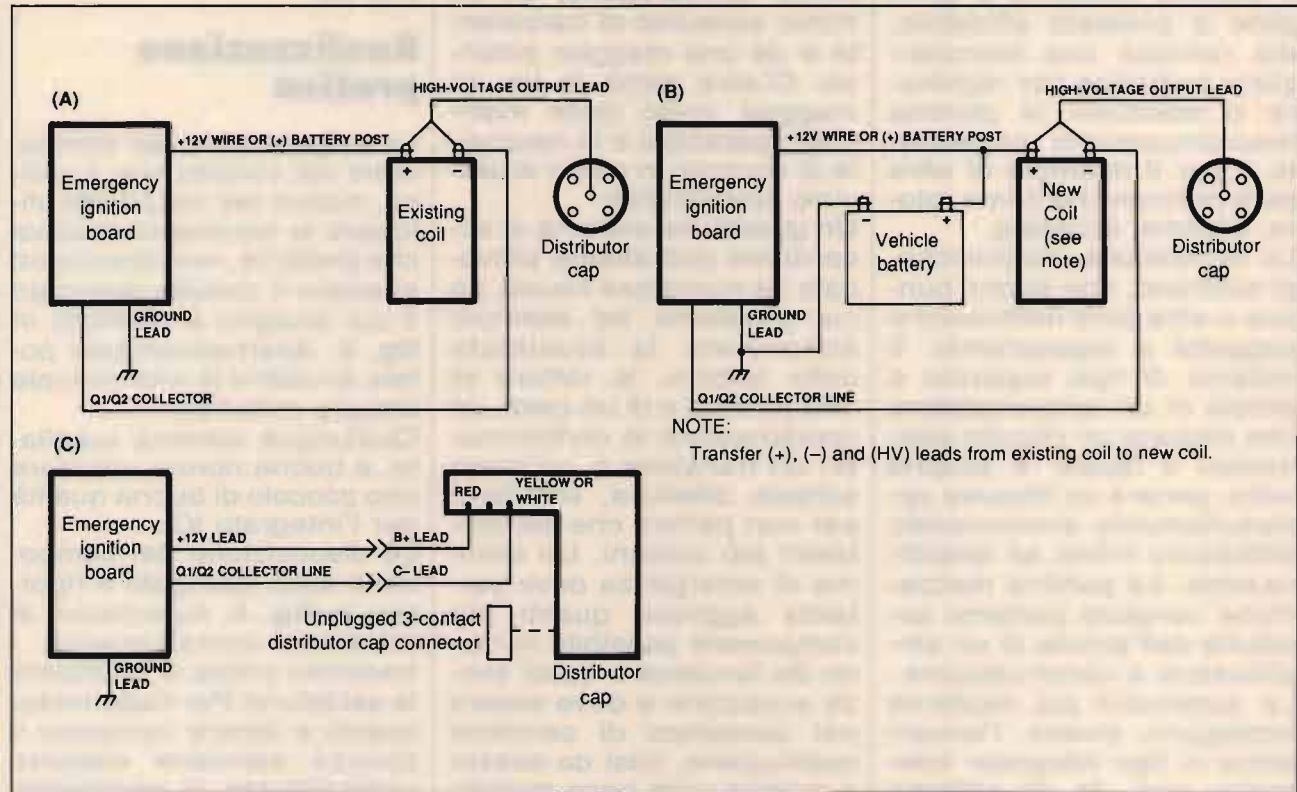 (A)
HIGH-VOLTAGE OUTPUT LEAD
+12V WIRE OR (+) BATTERY POST
Emergency
ignition
board
+
−
Existing
coil
Distributor
cap
GROUND
LEAD
Q1/Q2 COLLECTOR LINE
(B)
HIGH-VOLTAGE OUTPUT LEAD
+12V WIRE OR (+) BATTERY POST
Emergency
ignition
board
−
+
Vehicle
battery
+
New
Coil
(see
note)
Distributor
cap
GROUND
LEAD
Q1/Q2 COLLECTOR LINE
NOTE:
Transfer (+), (−) and (HV) leads from existing coil to new coil.
(C)
Emergency
ignition
board
RED
YELLOW OR
WHITE
+12V LEAD
B+ LEAD
Q1/Q2 COLLECTOR LINE
C− LEAD
Unplugged 3-contact
distributor cap connector
GROUND
LEAD
Distributor
cap